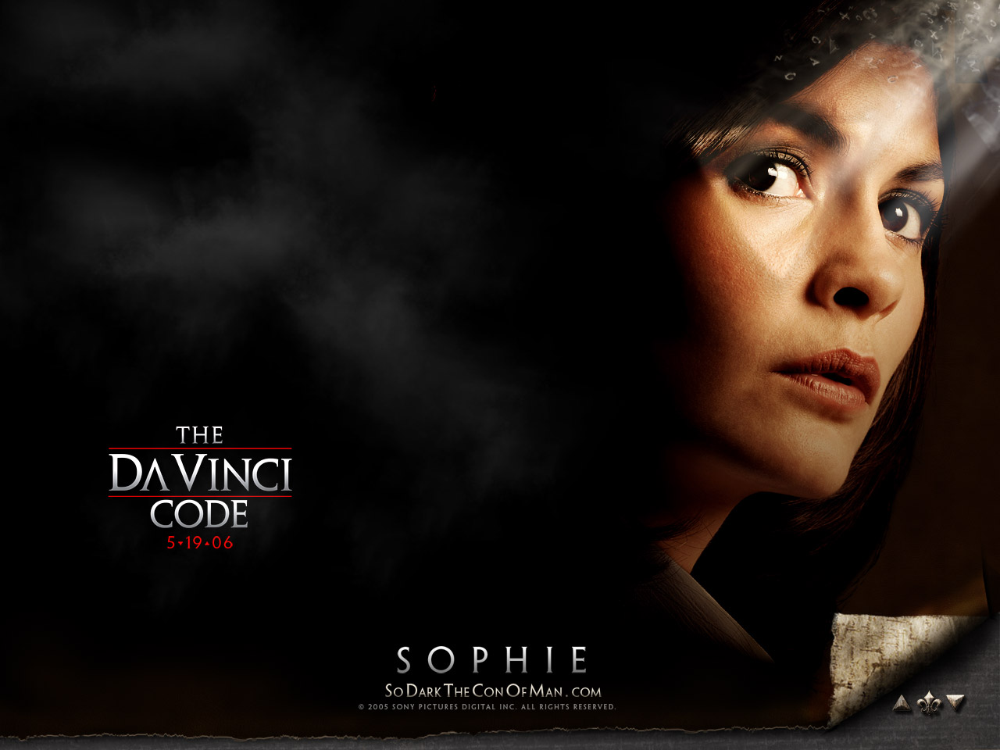 THE
DA VINCI
CODE
5▾19▴06
SOPHIE
SODARKTHECONOFMAN.COM
© 2005 SONY PICTURES DIGITAL INC. ALL RIGHTS RESERVED.